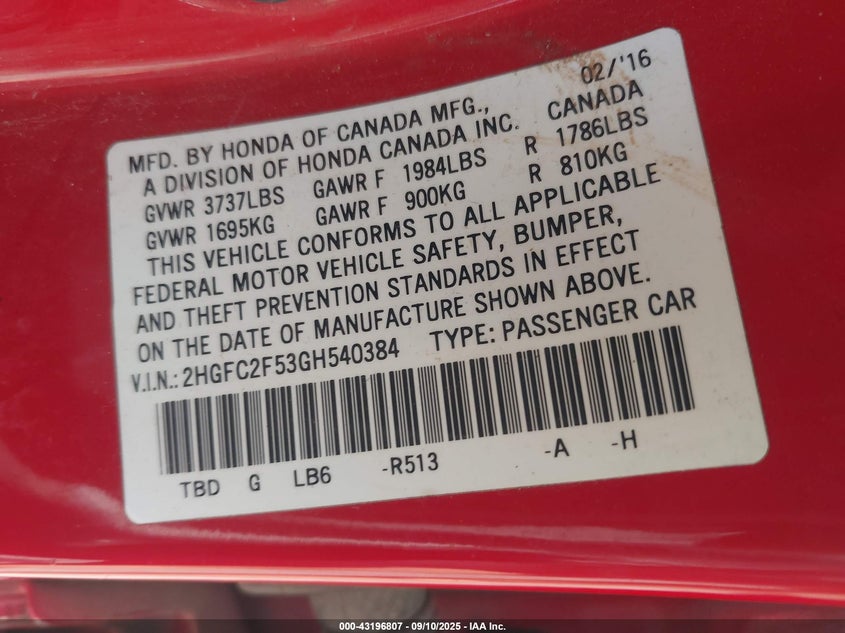 02/'16
MFD. BY HONDA OF CANADA MFG.,
A DIVISION OF HONDA CANADA INC. CANADA
GVWR 3737LBS GAWR F 1984LBS R 1786LBS
GVWR 1695KG GAWR F 900KG R 810KG
THIS VEHICLE CONFORMS TO ALL APPLICABLE
FEDERAL MOTOR VEHICLE SAFETY, BUMPER,
AND THEFT PREVENTION STANDARDS IN EFFECT
ON THE DATE OF MANUFACTURE SHOWN ABOVE.
V.I.N.: 2HGFC2F53GH540384 TYPE: PASSENGER CAR
TBD G LB6 -R513 -A -H
000-43196807 - 09/10/2025 - IAA Inc.